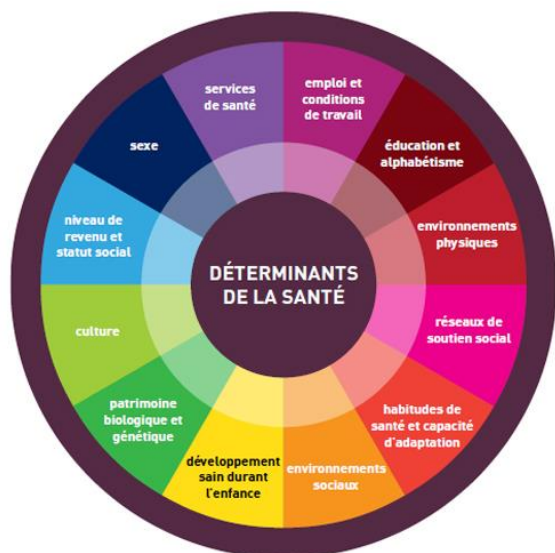 services
de santé
emploi et
conditions
de travail
éducation et
alphabétisme
environnements
physiques
réseaux de
soutien social
habitudes de
santé et capacité
d'adaptation
environnements
sociaux
développement
sain durant
l'enfance
patrimoine
biologique et
génétique
culture
niveau de
revenu et
statut social
sexe
DÉTERMINANTS
DE LA SANTÉ